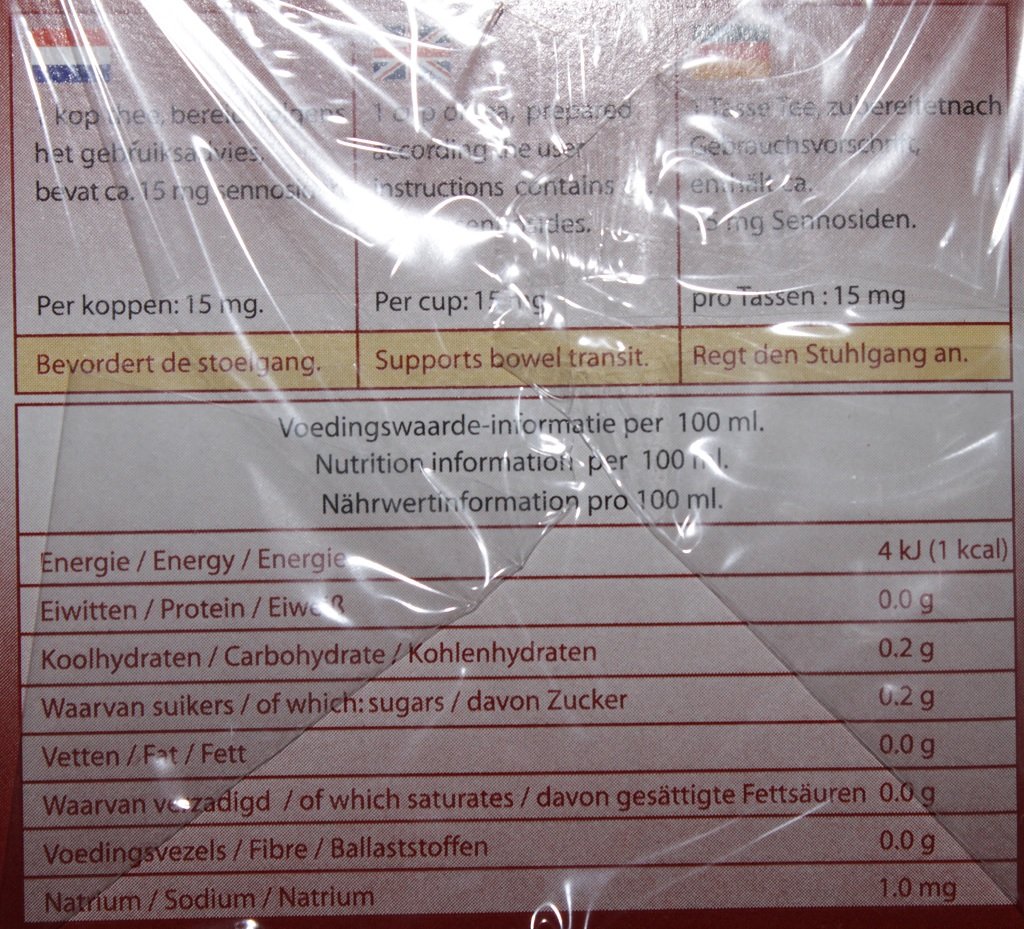 kop thee, bereid volgens
het gebruiksadvies,
bevat ca. 15 mg
Per koppen: 15 mg.
Bevordert de stoelgang.
1 cup of tea, prepared
according the user
instructions contains
Per cup: 15 mg
Supports bowel transit.
1 Tasse Tee, zubereitetnach
Gebrauchsvorschrift,
enthält ca.
15 mg Sennosiden.
pro Tassen : 15 mg
Regt den Stuhlgang an.
Voedingswaarde-informatie per 100 ml.
Nutrition information per 100 ml.
Nährwertinformation pro 100 ml.
Energie / Energy / Energie 4 kJ (1 kcal)
Eiwitten / Protein / Eiweiß 0.0 g
Koolhydraten / Carbohydrate / Kohlenhydraten 0.2 g
Waarvan suikers / of which: sugars / davon Zucker 0.2 g
Vetten / Fat / Fett 0.0 g
Waarvan verzadigd / of which saturates / davon gesättigte Fettsäuren 0.0 g
Voedingsvezels / Fibre / Ballaststoffen 0.0 g
Natrium / Sodium / Natrium 1.0 mg